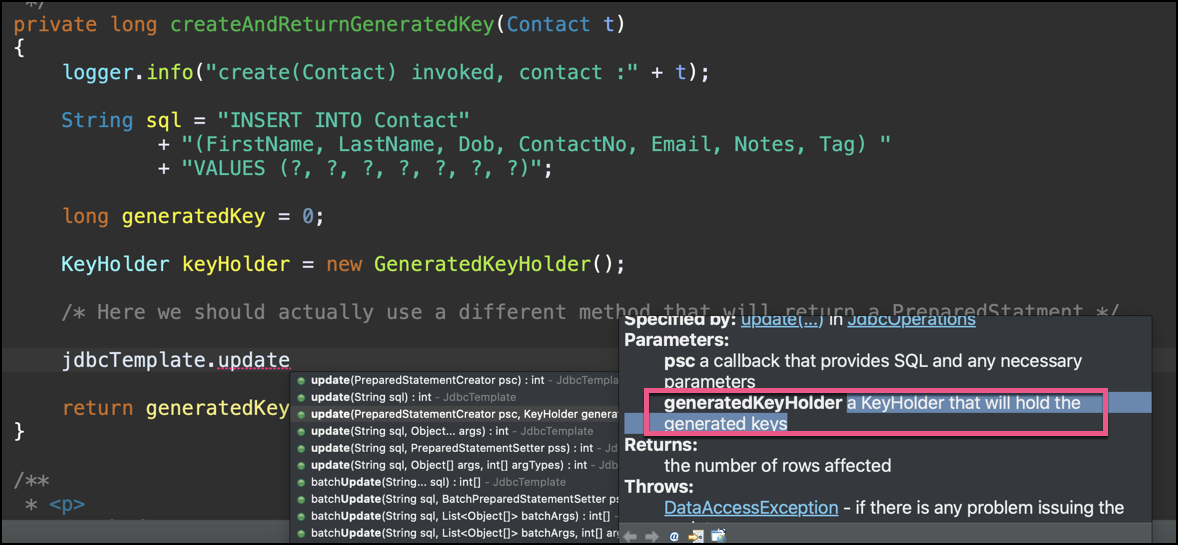 */
private long createAndReturnGeneratedKey(Contact t)
{
logger.info("create(Contact) invoked, contact :" + t);
String sql = "INSERT INTO Contact"
+ "(FirstName, LastName, Dob, ContactNo, Email, Notes, Tag) "
+ "VALUES (?, ?, ?, ?, ?, ?, ?)";
long generatedKey = 0;
KeyHolder keyHolder = new GeneratedKeyHolder();
/* Here we should actually use a different method that will return a PreparedStatment */
jdbcTemplate.update
return generatedKey
}
/**
* <p>
update(PreparedStatementCreator psc) : int - JdbcTempla
update(String sql) : int - JdbcTemplate
update(PreparedStatementCreator psc, KeyHolder genera
update(String sql, Object... args) : int - JdbcTemplate
update(String sql, PreparedStatementSetter pss) : int - J
update(String sql, Object[] args, int[] argTypes) : int - Jdb
batchUpdate(String... sql) : int[] - JdbcTemplate
batchUpdate(String sql, BatchPreparedStatementSetter ps
batchUpdate(String sql, List<Object[]> batchArgs) : int[] -
batchUpdate(String sql, List<Object[]> batchArgs, int[] ar
Specified by: update(...) in JdbcOperations
Parameters:
psc a callback that provides SQL and any necessary
parameters
generatedKeyHolder a KeyHolder that will hold the
generated keys
Returns:
the number of rows affected
Throws:
DataAccessException - if there is any problem issuing the
@